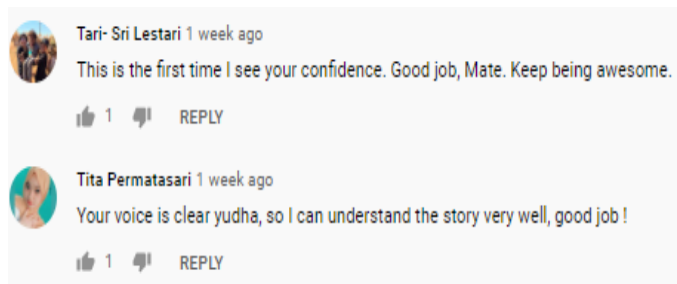 Tari- Sri Lestari 1 week ago
This is the first time I see your confidence. Good job, Mate. Keep being awesome.
1 REPLY
Tita Permatasari 1 week ago
Your voice is clear yudha, so I can understand the story very well, good job !
1 REPLY